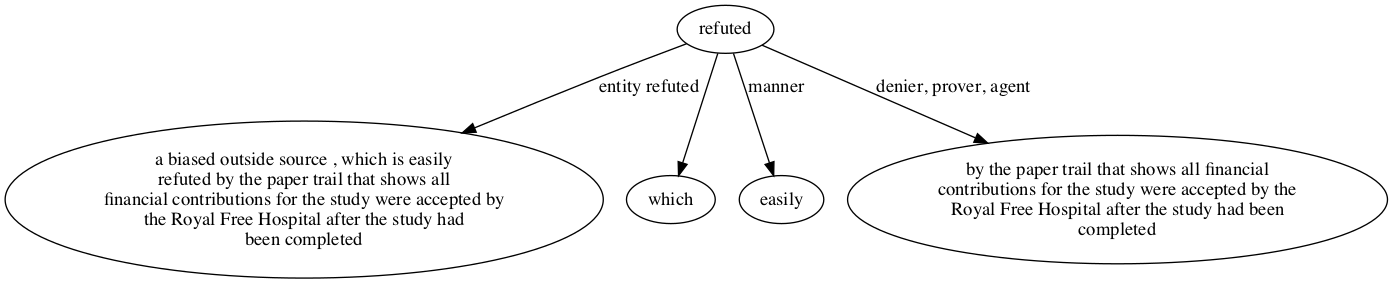 refuted
entity refuted
manner
denier, prover, agent
a biased outside source , which is easily
refuted by the paper trail that shows all
financial contributions for the study were accepted by
the Royal Free Hospital after the study had
been completed
which
easily
by the paper trail that shows all financial
contributions for the study were accepted by the
Royal Free Hospital after the study had been
completed